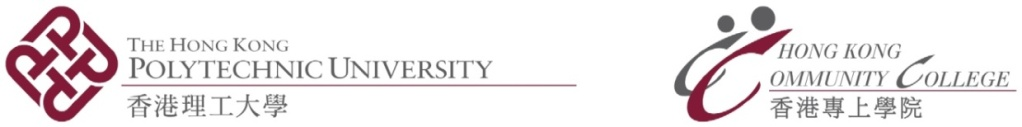 THE HONG KONG
POLYTECHNIC UNIVERSITY
香港理工大學
HONG KONG
COMMUNITY COLLEGE
香港專上學院